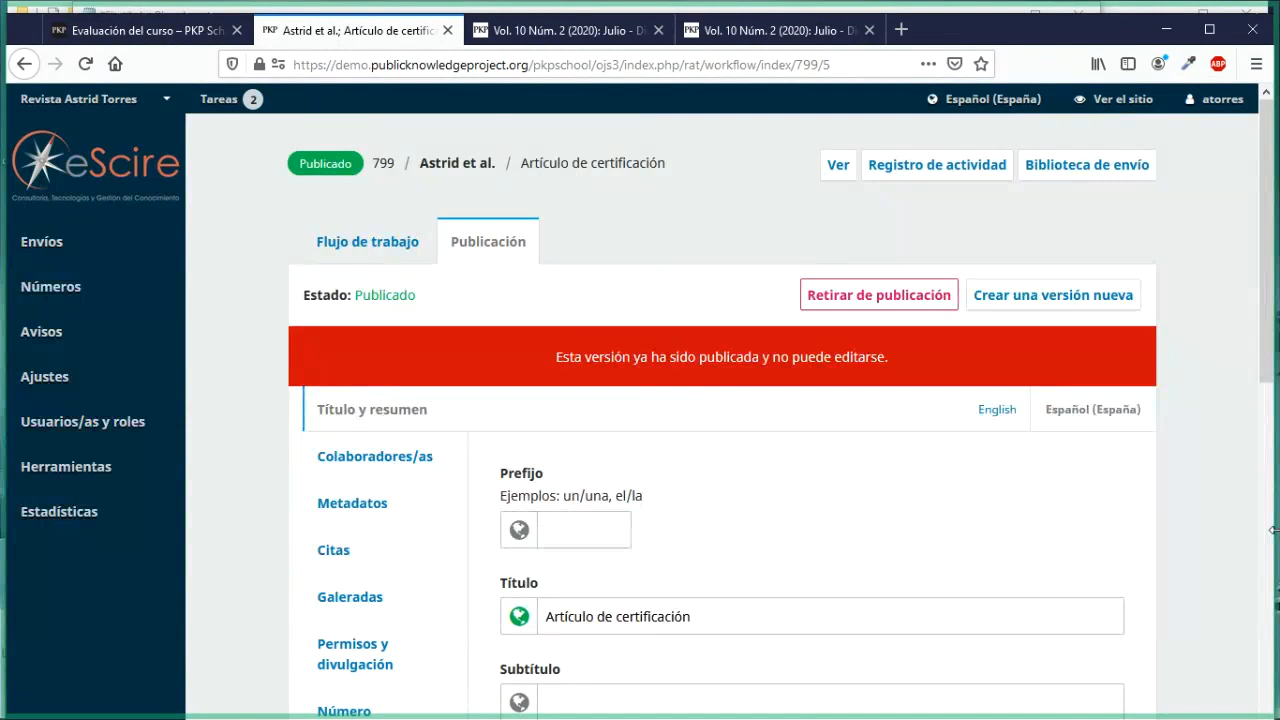 Evaluación del curso – PKP Sch
Astrid et al.; Artículo de certific
Vol. 10 Núm. 2 (2020): Julio - Di
Vol. 10 Núm. 2 (2020): Julio - Di
https://demo.publicknowledgeproject.org/pkpschool/ojs3/index.php/rat/workflow/index/799/5
Revista Astrid Torres
Tareas 2
Español (España)
Ver el sitio
atorres
eScire
Consultoría, Tecnologías y Gestión del Conocimiento
Envíos
Números
Avisos
Ajustes
Usuarios/as y roles
Herramientas
Estadísticas
Publicado 799 / Astrid et al. / Artículo de certificación
Ver
Registro de actividad
Biblioteca de envío
Flujo de trabajo
Publicación
Estado: Publicado
Retirar de publicación
Crear una versión nueva
Esta versión ya ha sido publicada y no puede editarse.
Título y resumen
English
Español (España)
Colaboradores/as
Metadatos
Citas
Galeradas
Permisos y
divulgación
Número
Prefijo
Ejemplos: un/una, el/la
Título
Artículo de certificación
Subtítulo